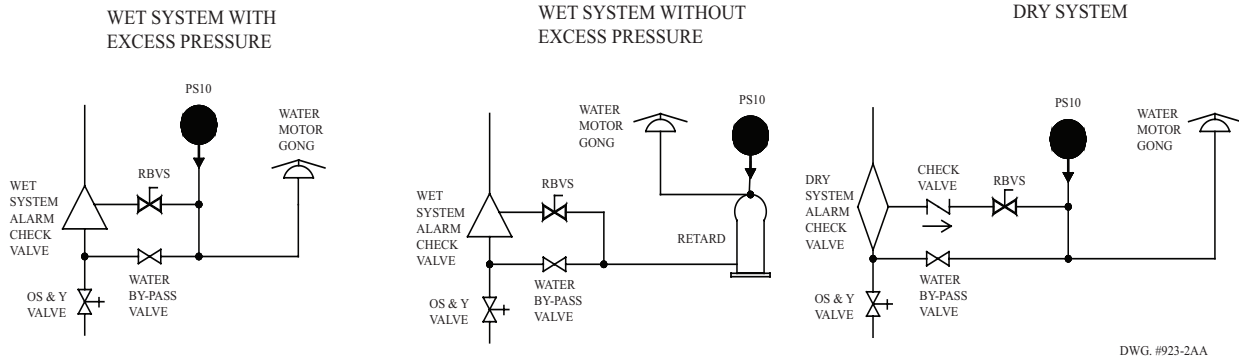 WET SYSTEM WITH
EXCESS PRESSURE
PS10
WATER
MOTOR
GONG
RBVS
WET
SYSTEM
ALARM
CHECK
VALVE
WATER
BY-PASS
VALVE
OS & Y
VALVE
WET SYSTEM WITHOUT
EXCESS PRESSURE
WATER
MOTOR
GONG
PS10
RBVS
WET
SYSTEM
ALARM
CHECK
VALVE
RETARD
WATER
BY-PASS
VALVE
OS & Y
VALVE
DRY SYSTEM
PS10
WATER
MOTOR
GONG
CHECK
VALVE
RBVS
DRY
SYSTEM
ALARM
CHECK
VALVE
WATER
BY-PASS
VALVE
OS & Y
VALVE
DWG. #923-2AA